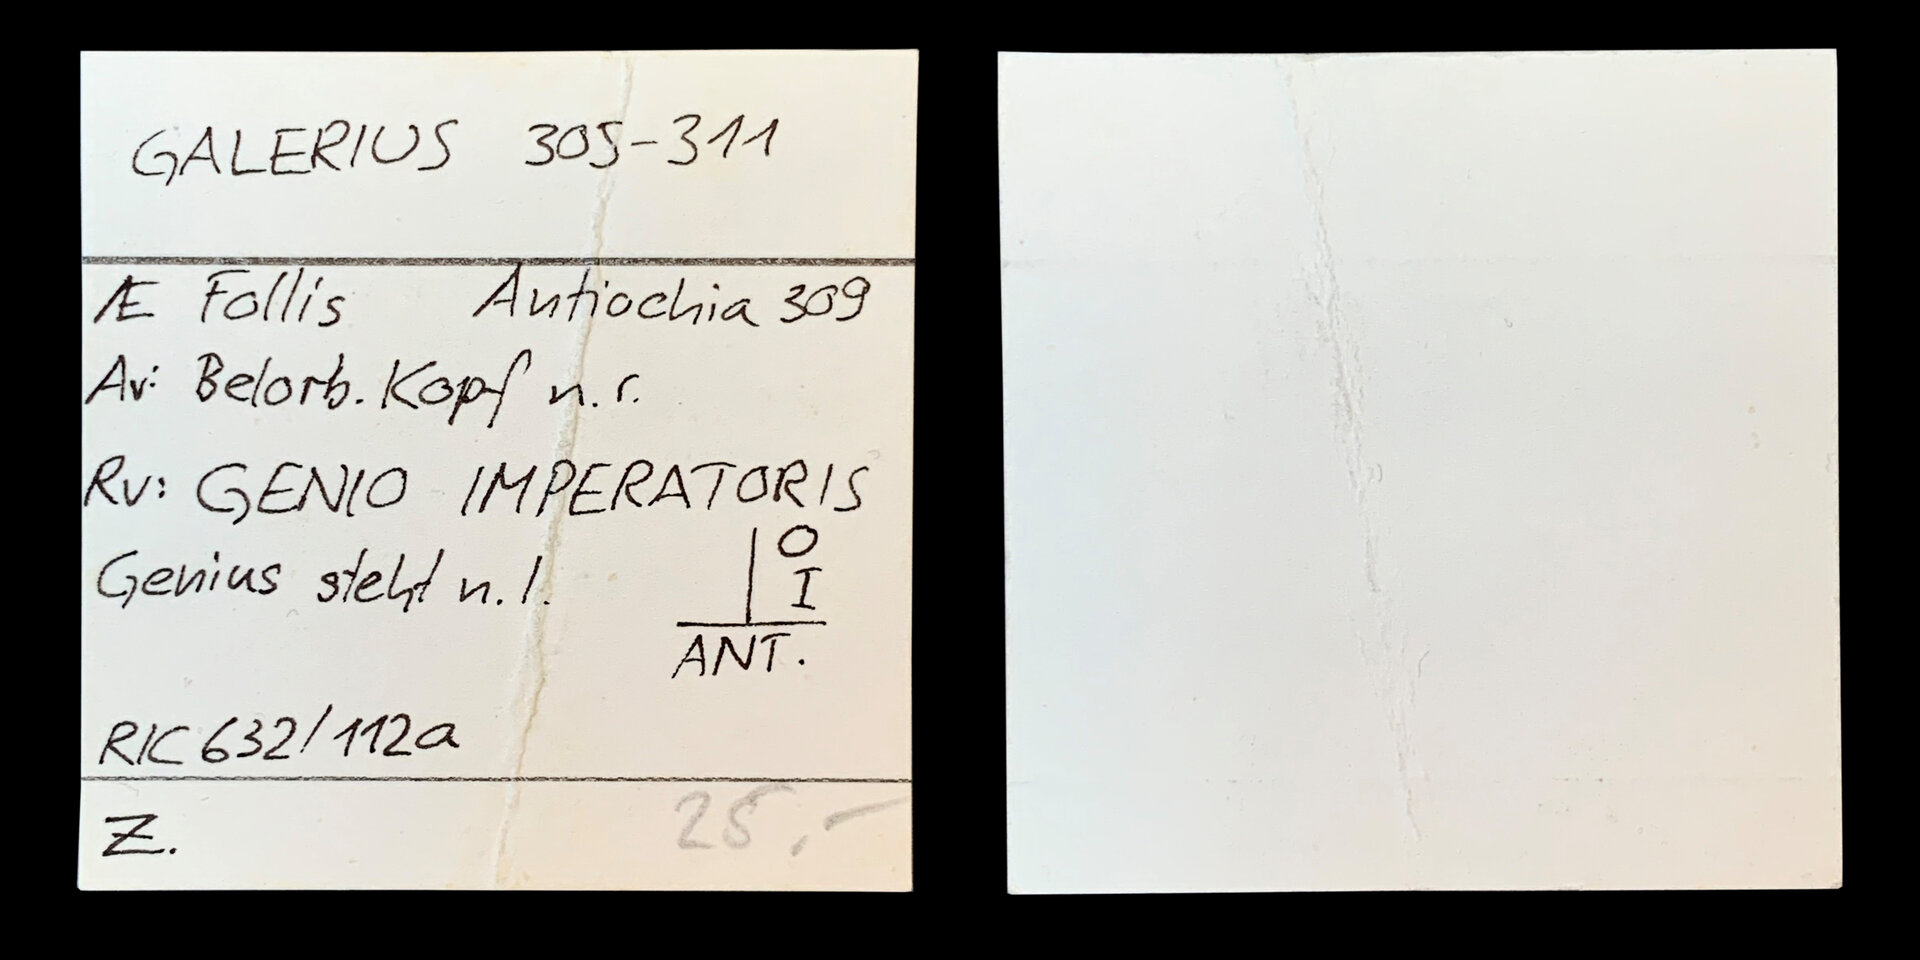 GALERIUS 305-311
Æ Follis Antiochia 309
Av: Belorb. Kopf n. r.
Rv: GENIO IMPERATORIS
Genius steht n. l.
O
I
ANT.
RIC 632/112a
Z. 25.-